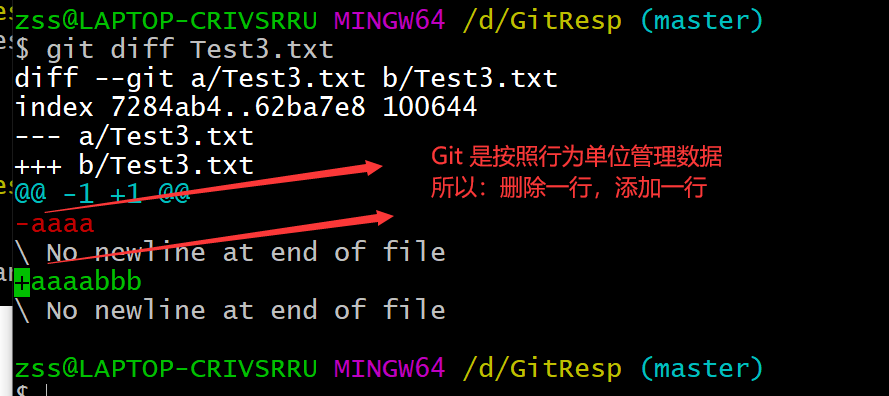 zss@LAPTOP-CRIVSRRU MINGW64 /d/GitResp (master)
$ git diff Test3.txt
diff --git a/Test3.txt b/Test3.txt
index 7284ab4..62ba7e8 100644
--- a/Test3.txt
+++ b/Test3.txt
@@ -1 +1 @@
-aaaa
\ No newline at end of file
+aaaabbb
\ No newline at end of file
zss@LAPTOP-CRIVSRRU MINGW64 /d/GitResp (master)
$
Git 是按照行为单位管理数据
所以：删除一行，添加一行